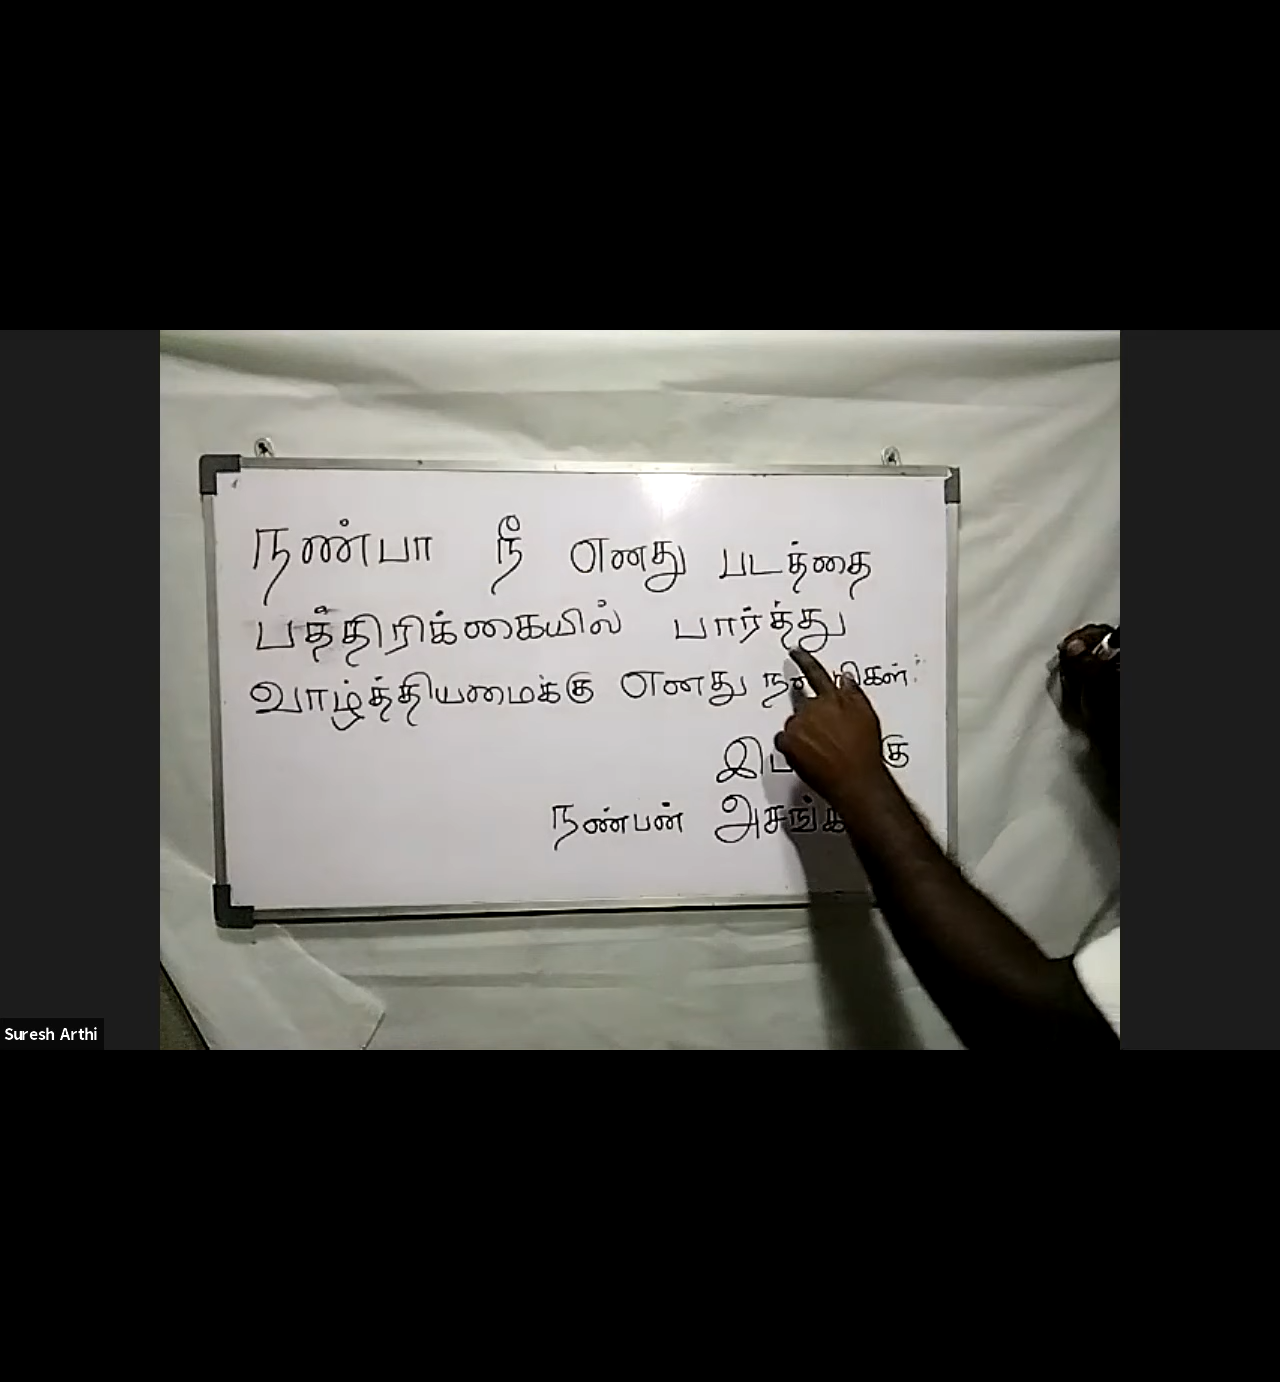 நண்பா நீ எனது படத்தை
பத்திரிக்கையில் பார்த்து
வாழ்த்தியமைக்கு எனது
நண்பன்
Suresh Arthi